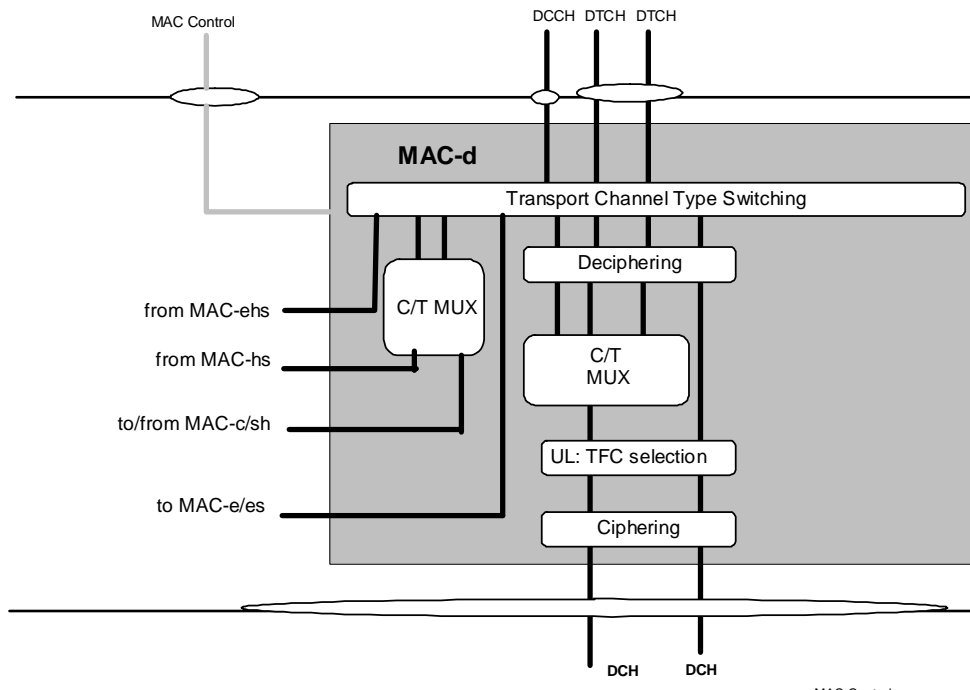 MAC Control
DCCH DTCH DTCH
MAC-d
Transport Channel Type Switching
Deciphering
from MAC-ehs
C/T MUX
from MAC-hs
C/T
MUX
to/from MAC-c/sh
UL: TFC selection
to MAC-e/es
Ciphering
DCH DCH